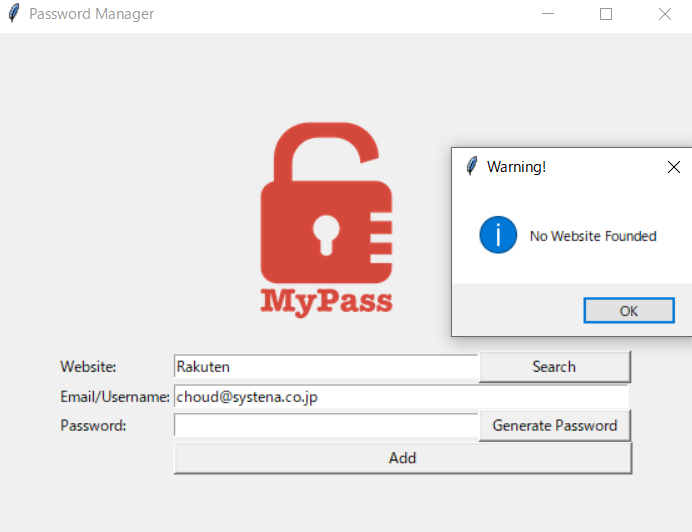 Password Manager
Warning!
No Website Founded
OK
MyPass
Website:
Rakuten
Search
Email/Username:
choud@systena.co.jp
Password:
Generate Password
Add